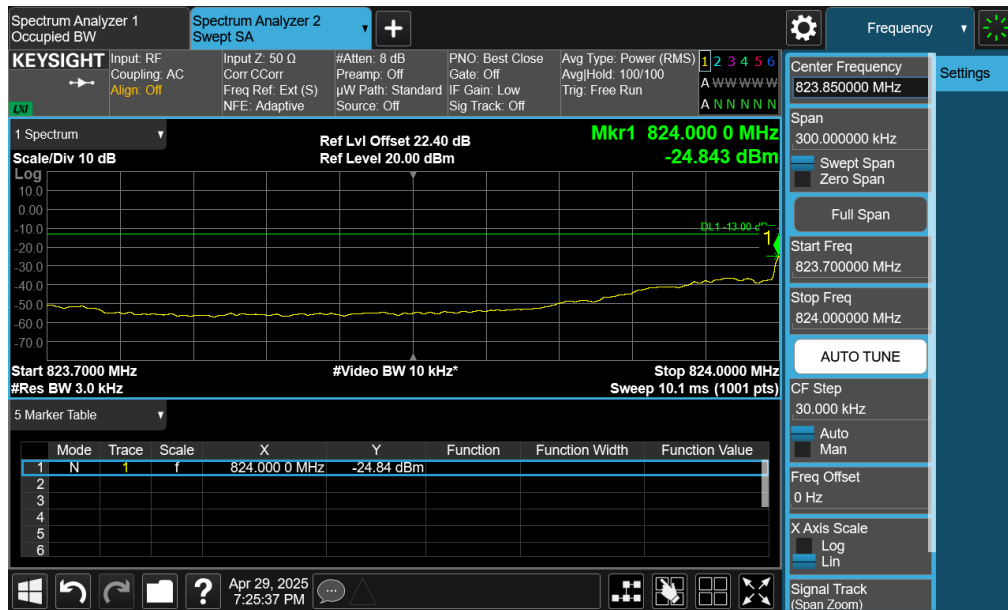 Spectrum Analyzer 1
Occupied BW
Spectrum Analyzer 2
Swept SA
Frequency
KEYSIGHT
LXI
Input: RF
Coupling: AC
Align: Off
Input Z: 50 Ω
Corr CCorr
Freq Ref: Ext (S)
NFE: Adaptive
#Atten: 8 dB
Preamp: Off
µW Path: Standard
Source: Off
PNO: Best Close
Gate: Off
IF Gain: Low
Sig Track: Off
Avg Type: Power (RMS)
Avg|Hold: 100/100
Trig: Free Run
1 2 3 4 5 6
A W W W W W
A N N N N N
1 Spectrum
Scale/Div 10 dB
Log
Ref Lvl Offset 22.40 dB
Ref Level 20.00 dBm
Mkr1 824.000 0 MHz
-24.843 dBm
10.0
0.00
-10.0
-20.0
-30.0
-40.0
-50.0
-60.0
-70.0
DL1 -13.00
1
Start 823.7000 MHz
#Res BW 3.0 kHz
#Video BW 10 kHz*
Stop 824.0000 MHz
Sweep 10.1 ms (1001 pts)
5 Marker Table
Mode Trace Scale X Y Function Function Width Function Value
1 N 1 f 824.000 0 MHz -24.84 dBm
2
3
4
5
6
Apr 29, 2025
7:25:37 PM
Center Frequency
823.850000 MHz
Span
300.000000 kHz
Swept Span
Zero Span
Full Span
Start Freq
823.700000 MHz
Stop Freq
824.000000 MHz
AUTO TUNE
CF Step
30.000 kHz
Auto
Man
Freq Offset
0 Hz
X Axis Scale
Log
Lin
Signal Track
(Span Zoom)
Settings